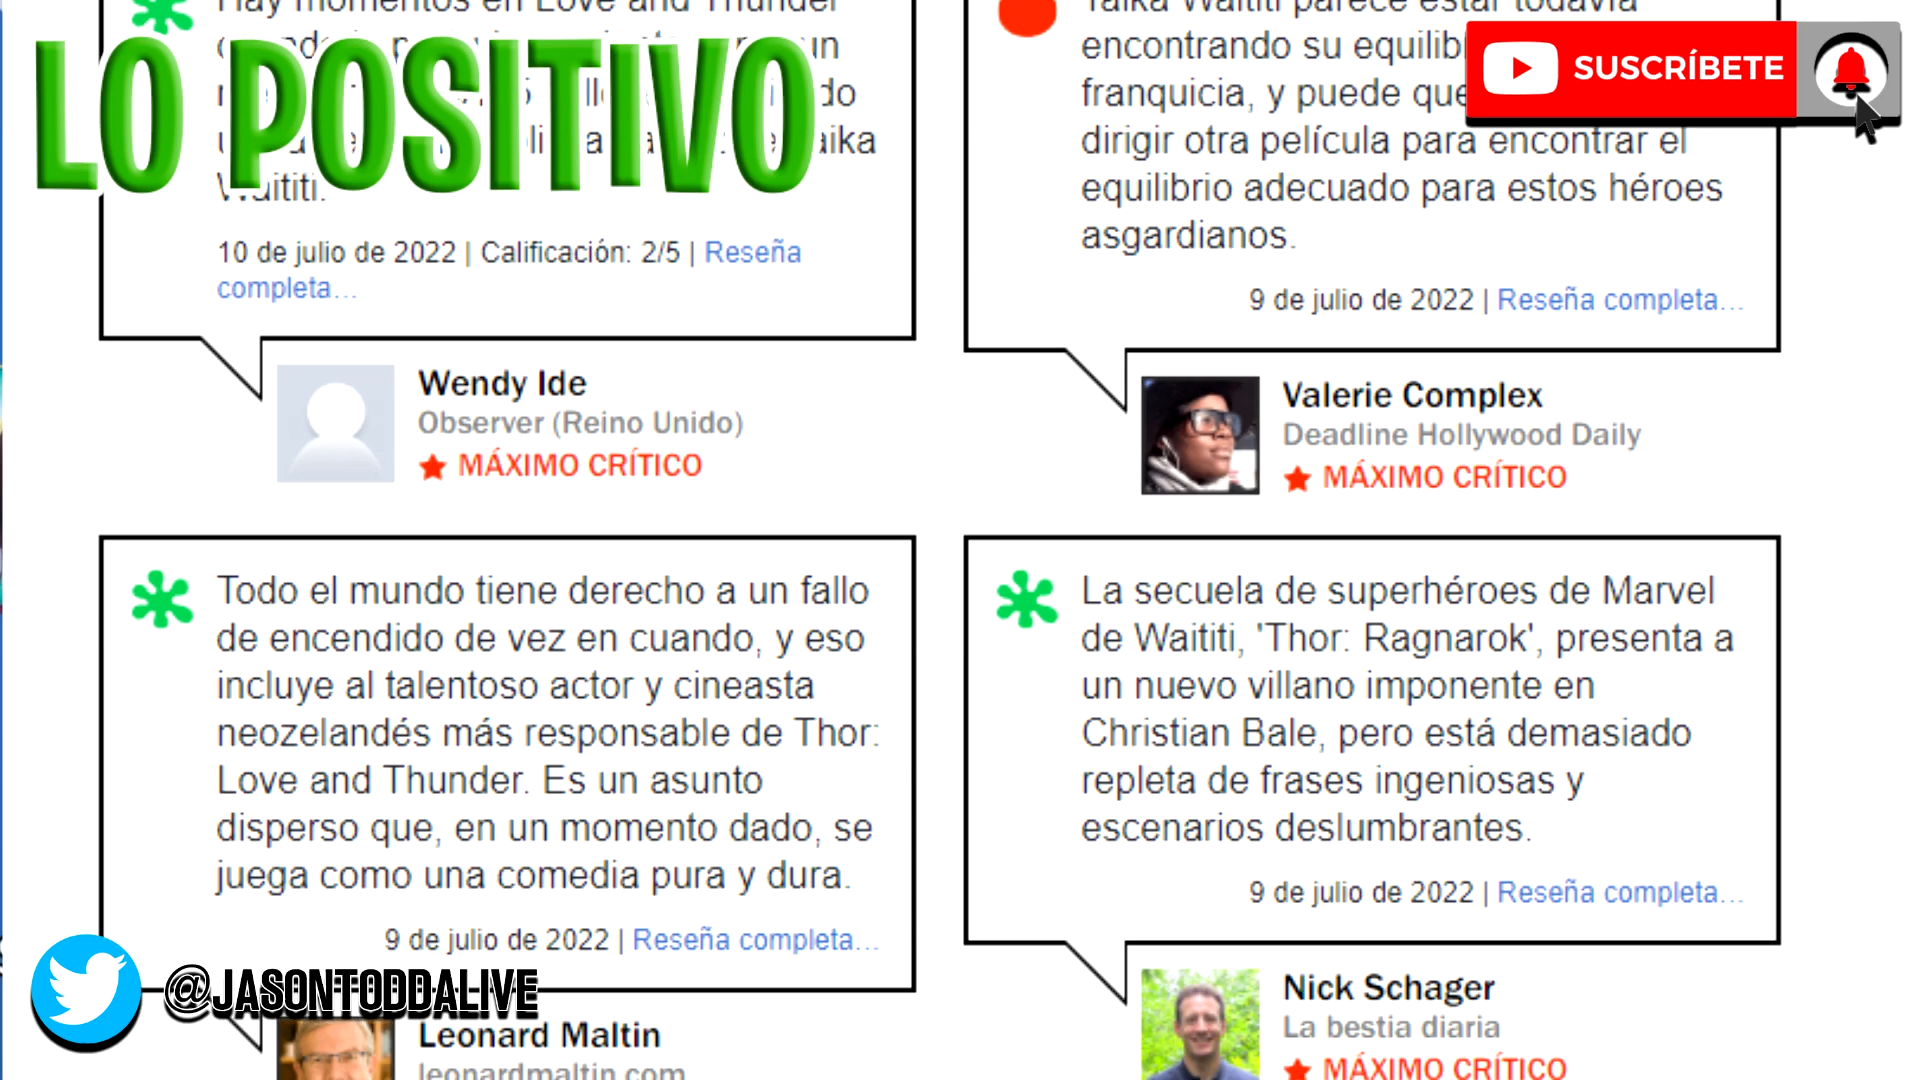 LO POSITIVO
Waititi.
10 de julio de 2022 | Calificación: 2/5 | Reseña
completa...
Wendy Ide
Observer (Reino Unido)
MÁXIMO CRÍTICO
Taika Waititi parece estar todavía
encontrando su
franquicia, y puede que
dirigir otra película para encontrar el
equilibrio adecuado para estos héroes
asgardianos.
9 de julio de 2022 | Reseña completa...
Valerie Complex
Deadline Hollywood Daily
MÁXIMO CRÍTICO
SUSCRÍBETE
Todo el mundo tiene derecho a un fallo
de encendido de vez en cuando, y eso
incluye al talentoso actor y cineasta
neozelandés más responsable de Thor:
Love and Thunder. Es un asunto
disperso que, en un momento dado, se
juega como una comedia pura y dura.
9 de julio de 2022 | Reseña completa...
@JASONTODDALIVE
Leonard Maltin
leonardmaltin.com
La secuela de superhéroes de Marvel
de Waititi, 'Thor: Ragnarok', presenta a
un nuevo villano imponente en
Christian Bale, pero está demasiado
repleta de frases ingeniosas y
escenarios deslumbrantes.
9 de julio de 2022 | Reseña completa...
Nick Schager
La bestia diaria
MÁXIMO CRÍTICO